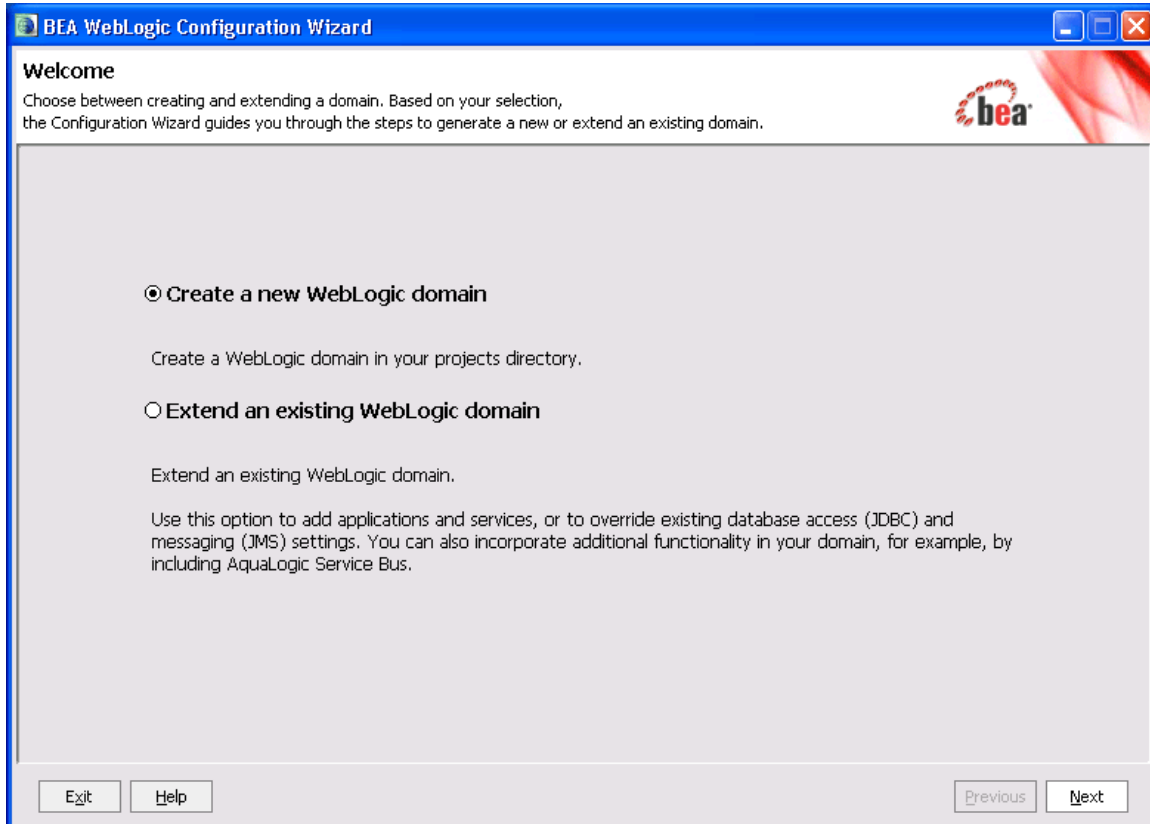 BEA WebLogic Configuration Wizard
Welcome
Choose between creating and extending a domain. Based on your selection,
the Configuration Wizard guides you through the steps to generate a new or extend an existing domain.
bea
Create a new WebLogic domain
Create a WebLogic domain in your projects directory.
Extend an existing WebLogic domain
Extend an existing WebLogic domain.
Use this option to add applications and services, or to override existing database access (JDBC) and
messaging (JMS) settings. You can also incorporate additional functionality in your domain, for example, by
including AquaLogic Service Bus.
Exit Help Previous Next